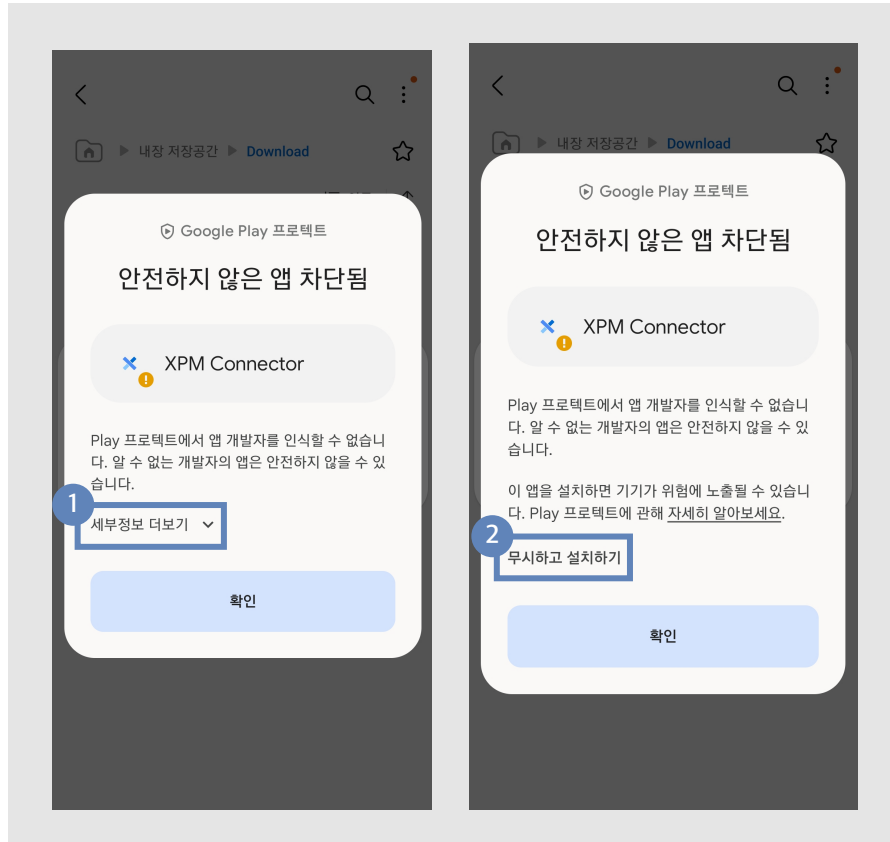 내장 저장공간 Download
Google Play 프로텍트
안전하지 않은 앱 차단됨
XPM Connector
Play 프로텍트에서 앱 개발자를 인식할 수 없습니
다. 알 수 없는 개발자의 앱은 안전하지 않을 수 있
습니다.
1
세부정보 더보기
확인
내장 저장공간 Download
Google Play 프로텍트
안전하지 않은 앱 차단됨
XPM Connector
Play 프로텍트에서 앱 개발자를 인식할 수 없습니
다. 알 수 없는 개발자의 앱은 안전하지 않을 수 있
습니다.
이 앱을 설치하면 기기가 위험에 노출될 수 있습니
다. Play 프로텍트에 관해 자세히 알아보세요.
2
무시하고 설치하기
확인